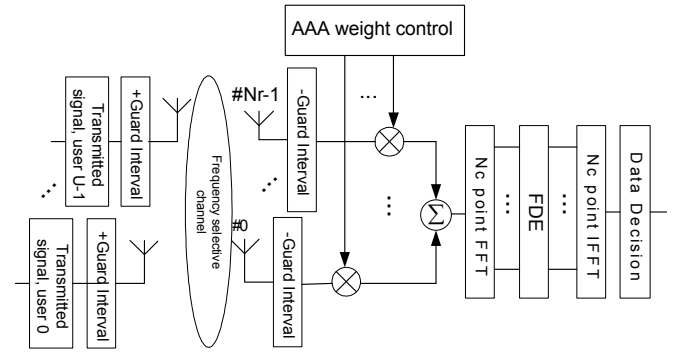 AAA weight control
Transmitted
signal, user U-1
+Guard Interval
...
Transmitted
signal, user 0
+Guard Interval
Frequency selective
channel
#Nr-1
-Guard Interval
...
#0
-Guard Interval
...
...
Σ
Nc point FFT
...
FDE
...
Nc point IFFT
Data Decision